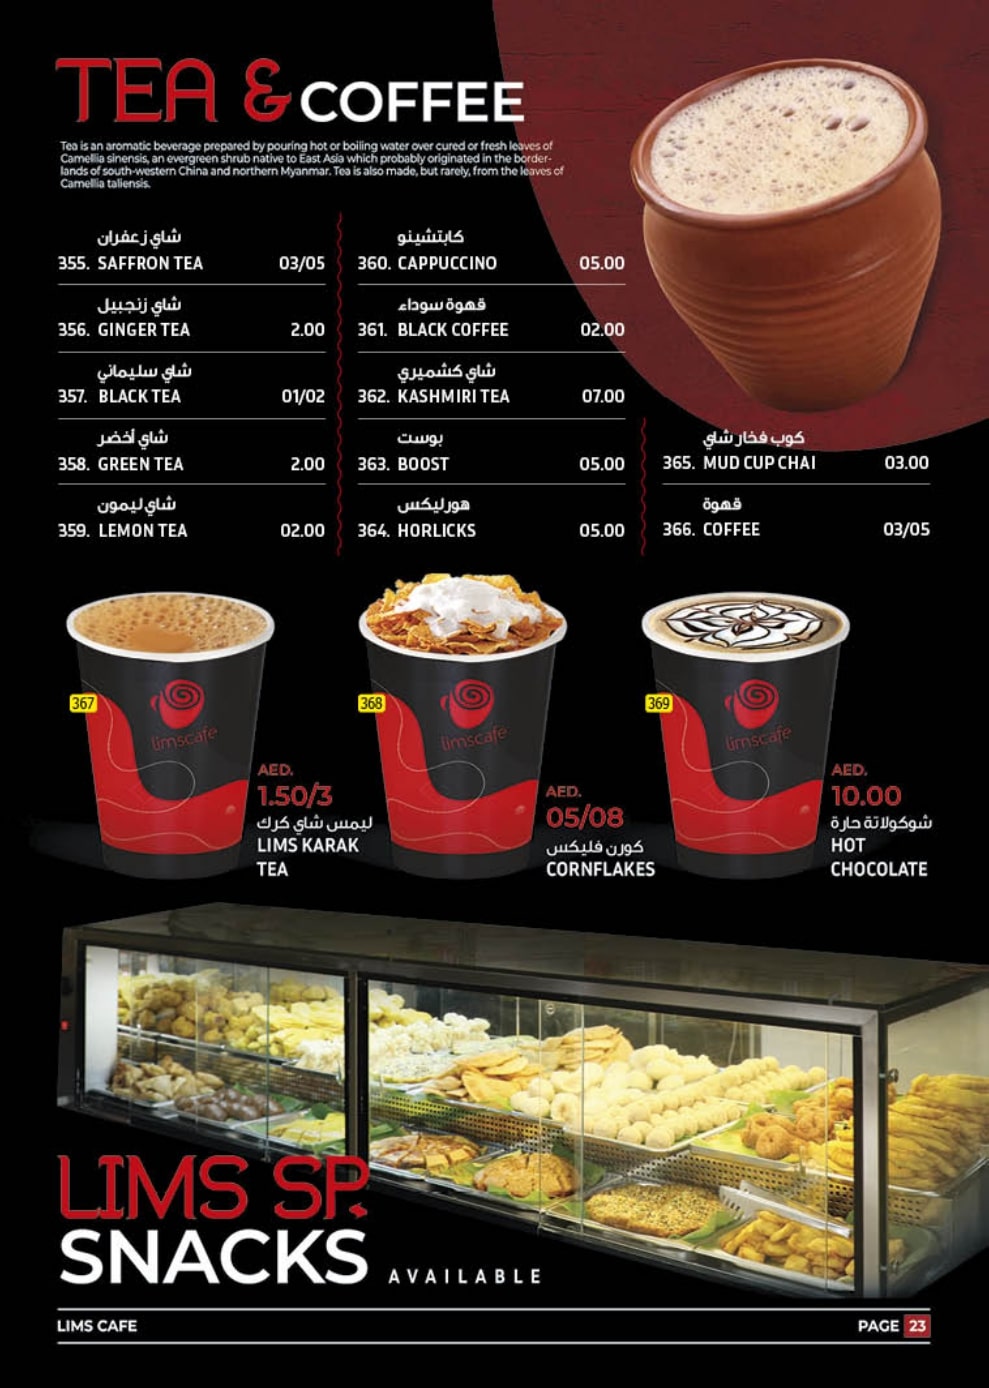 TEA & COFFEE
Tea is an aromatic beverage prepared by pouring hot or boiling water over cured or fresh leaves of
Camellia sinensis, an evergreen shrub native to East Asia which probably originated in the border-
lands of south-western China and northern Myanmar. Tea is also made, but rarely, from the leaves of
Camellia taliensis.
شاي زعفران
355. SAFFRON TEA 03/05
شاي زنجبيل
356. GINGER TEA 2.00
شاي سليماني
357. BLACK TEA 01/02
شاي أخضر
358. GREEN TEA 2.00
شاي ليمون
359. LEMON TEA 02.00
كابتشينو
360. CAPPUCCINO 05.00
قهوة سوداء
361. BLACK COFFEE 02.00
شاي كشميري
362. KASHMIRI TEA 07.00
بوست
363. BOOST 05.00
هورليكس
364. HORLICKS 05.00
كوب فخار شاي
365. MUD CUP CHAI 03.00
قهوة
366. COFFEE 03/05
367
limscafe
AED.
1.50/3
ليمس شاي كرك
LIMS KARAK
TEA
368
limscafe
AED.
05/08
كورن فليكس
CORNFLAKES
369
limscafe
AED.
10.00
شوكولاتة حارة
HOT
CHOCOLATE
LIMS SP.
SNACKS AVAILABLE
LIMS CAFE PAGE 23